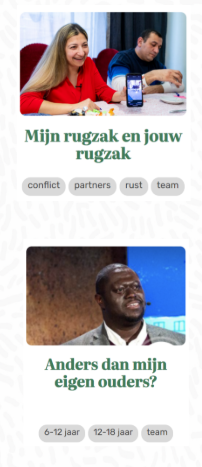 Mijn rugzak en jouw
rugzak
conflict partners rust team
Anders dan mijn
eigen ouders?
6-12 jaar 12-18 jaar team